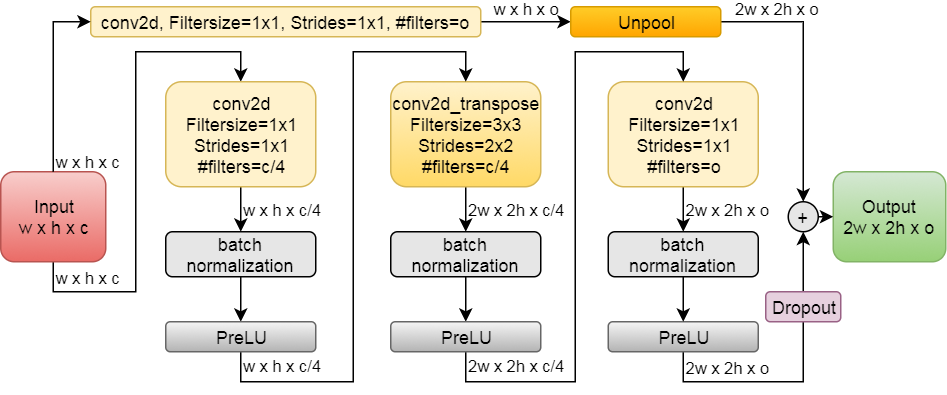 conv2d, Filtersize=1x1, Strides=1x1, #filters=o
w x h x o
Unpool
2w x 2h x o
w x h x c
Input
w x h x c
w x h x c
conv2d
Filtersize=1x1
Strides=1x1
#filters=c/4
w x h x c/4
batch
normalization
PreLU
w x h x c/4
conv2d_transpose
Filtersize=3x3
Strides=2x2
#filters=c/4
2w x 2h x c/4
batch
normalization
PreLU
2w x 2h x c/4
conv2d
Filtersize=1x1
Strides=1x1
#filters=o
2w x 2h x o
batch
normalization
PreLU
2w x 2h x o
Dropout
+
Output
2w x 2h x o